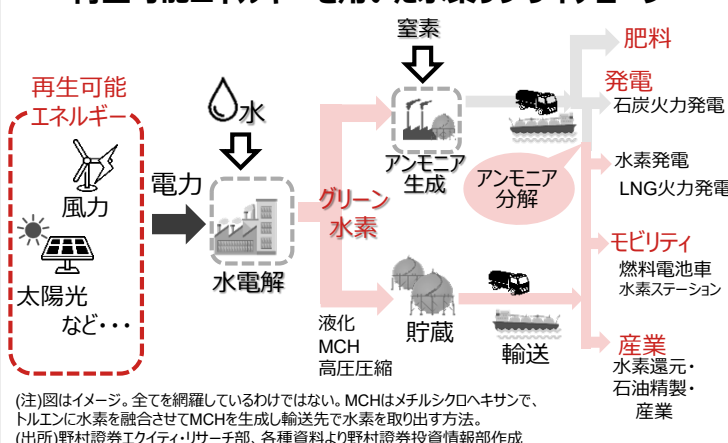 窒素
肥料
再生可能
エネルギー
水
発電
石炭火力発電
アンモニア
生成
アンモニア
分解
水素発電
LNG火力発電
風力
電力
グリーン
水素
水電解
モビリティ
燃料電池車
水素ステーション
太陽光
など・・・
液化
MCH
高圧圧縮
貯蔵
輸送
産業
水素還元・
石油精製・
産業
(注)図はイメージ。全てを網羅しているわけではない。MCHはメチルシクロヘキサンで、
トルエンに水素を融合させてMCHを生成し輸送先で水素を取り出す方法。
(出所)野村證券エクイティ・リサーチ部、各種資料より野村證券投資情報部作成